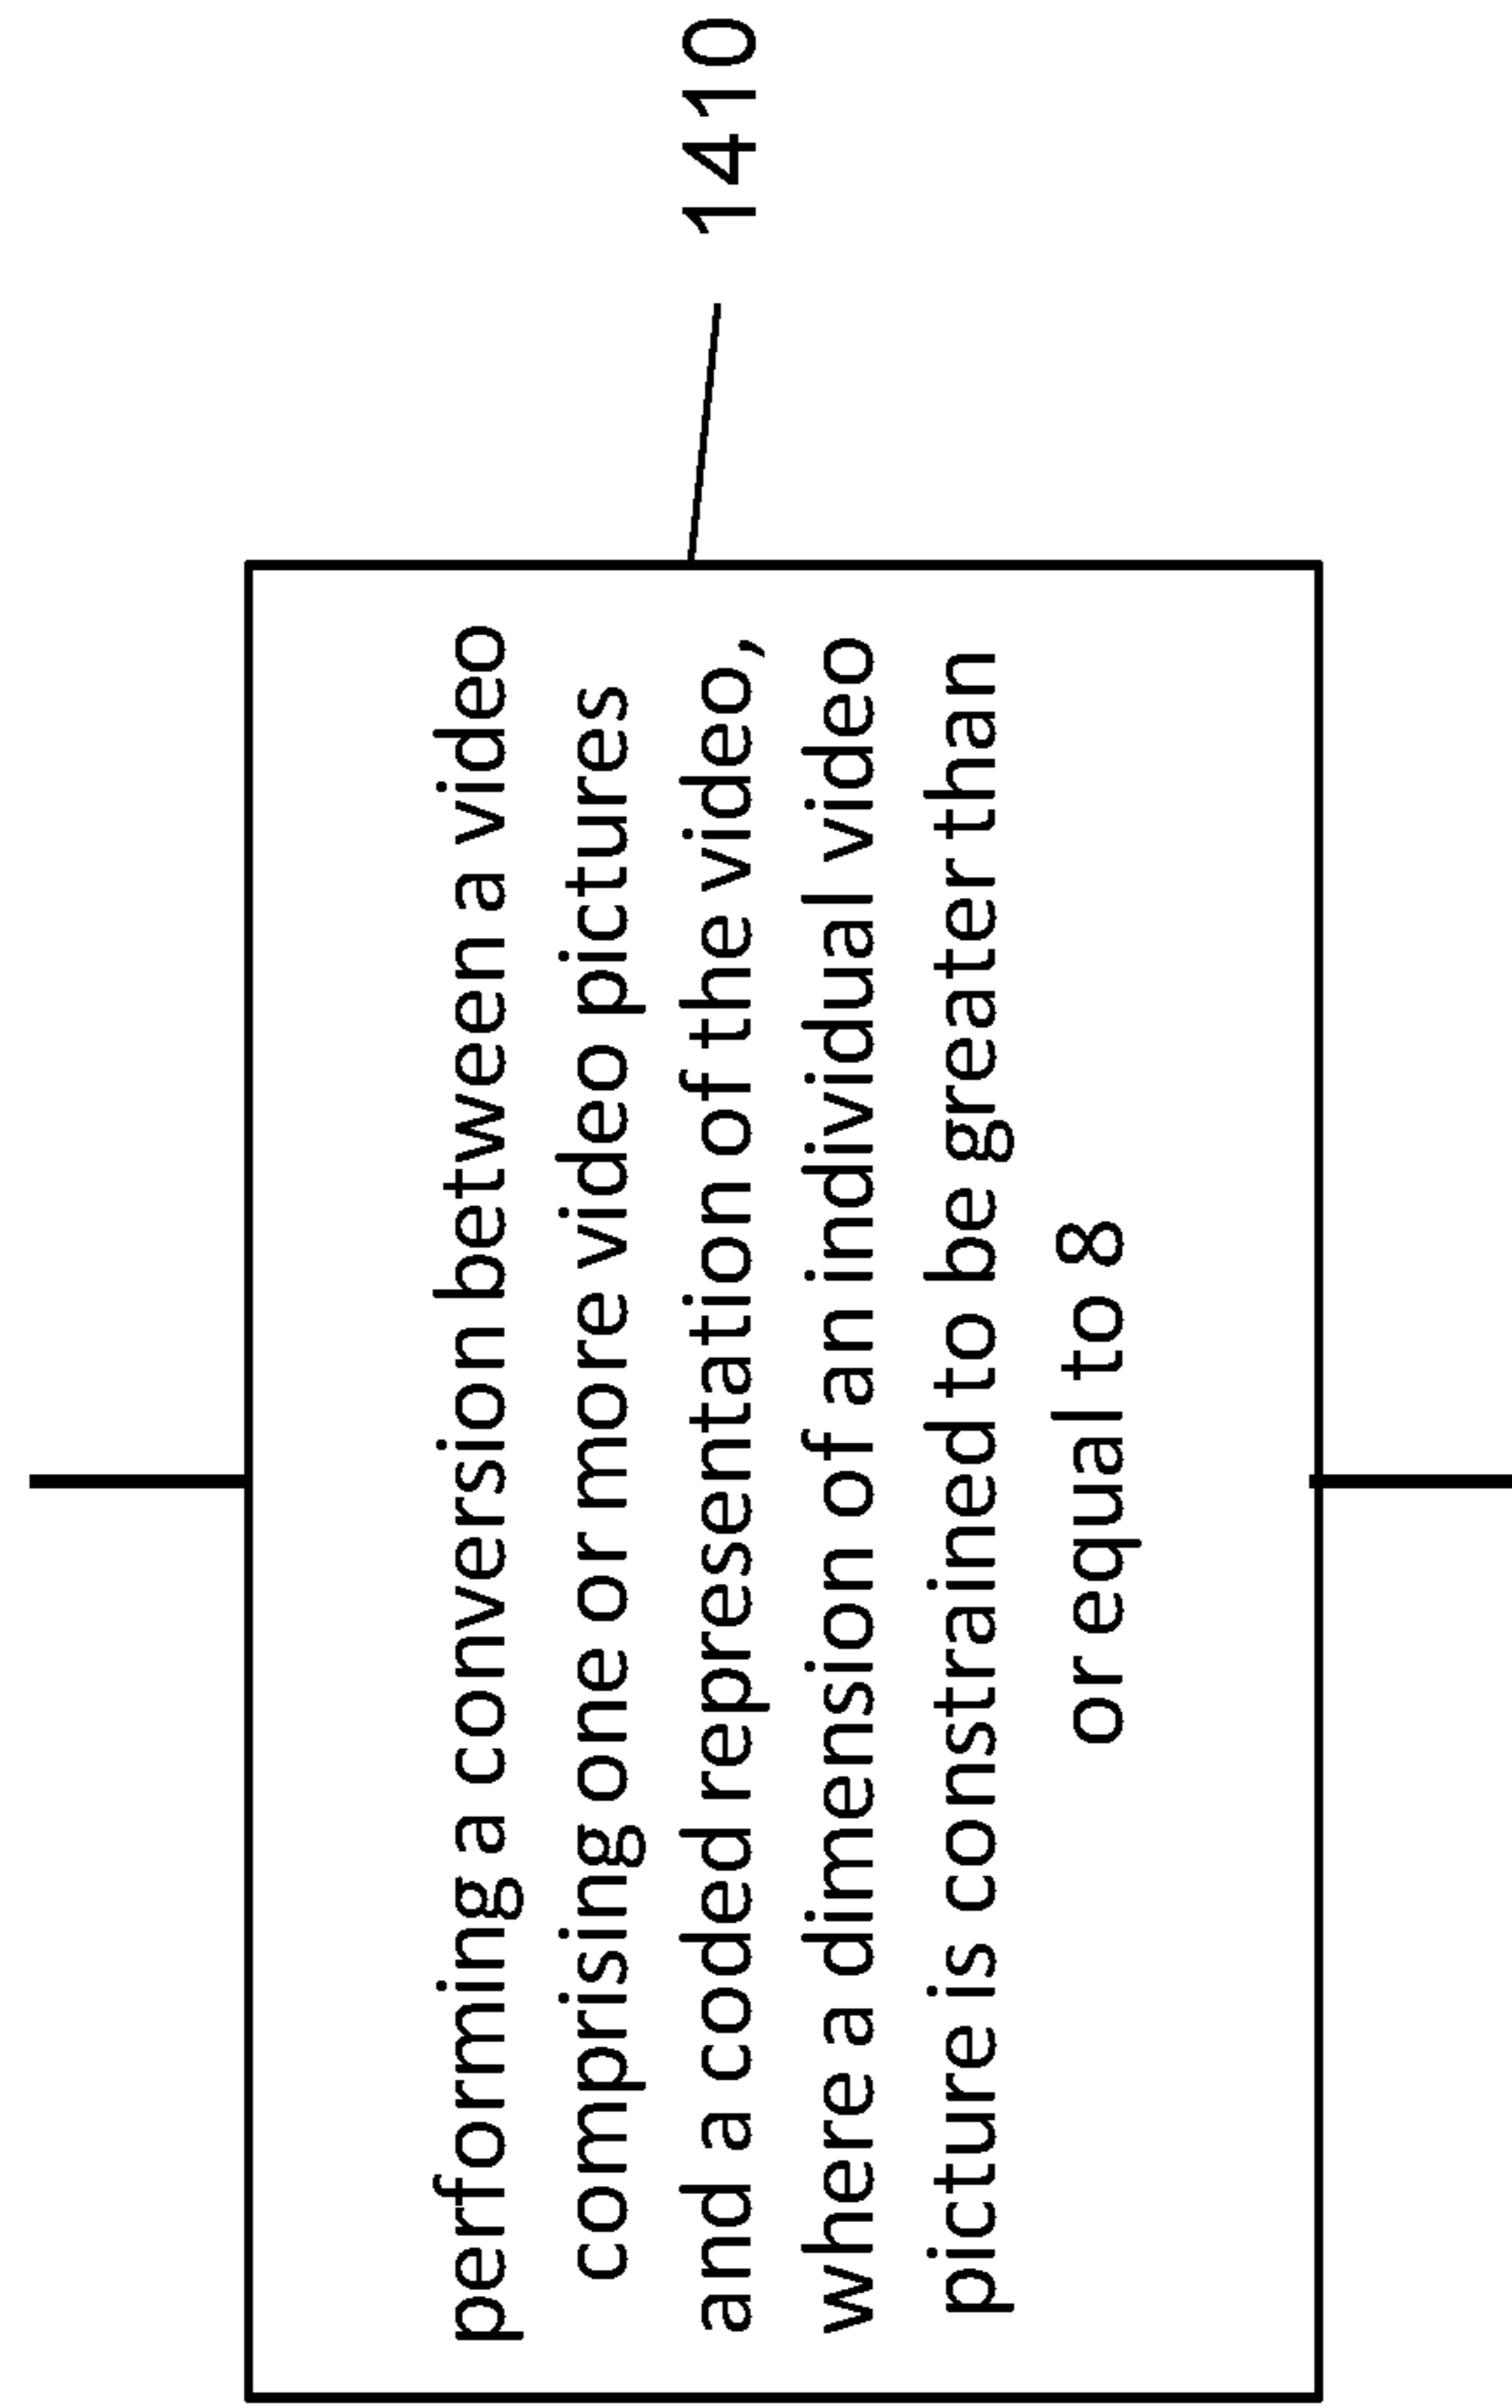 performing a conversion between a video
comprising one or more video pictures
and a coded representation of the video,
where a dimension of an individual video
picture is constrained to be greater than
or equal to 8
1410